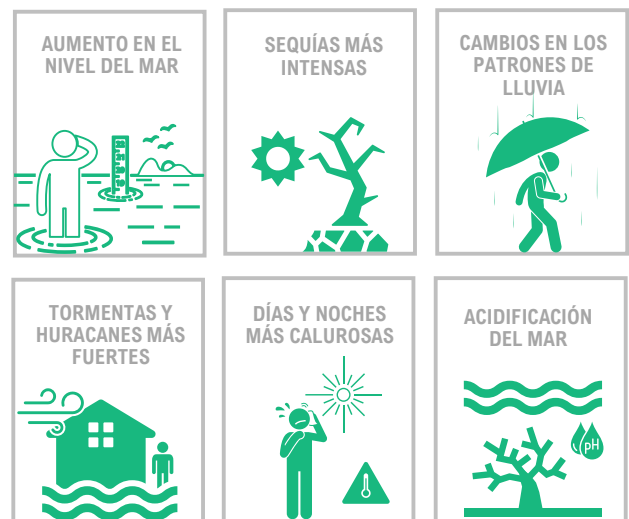 AUMENTO EN EL
NIVEL DEL MAR
SEQUÍAS MÁS
INTENSAS
CAMBIOS EN LOS
PATRONES DE
LLUVIA
TORMENTAS Y
HURACANES MÁS
FUERTES
DÍAS Y NOCHES
MÁS CALUROSAS
ACIDIFICACIÓN
DEL MAR
pH